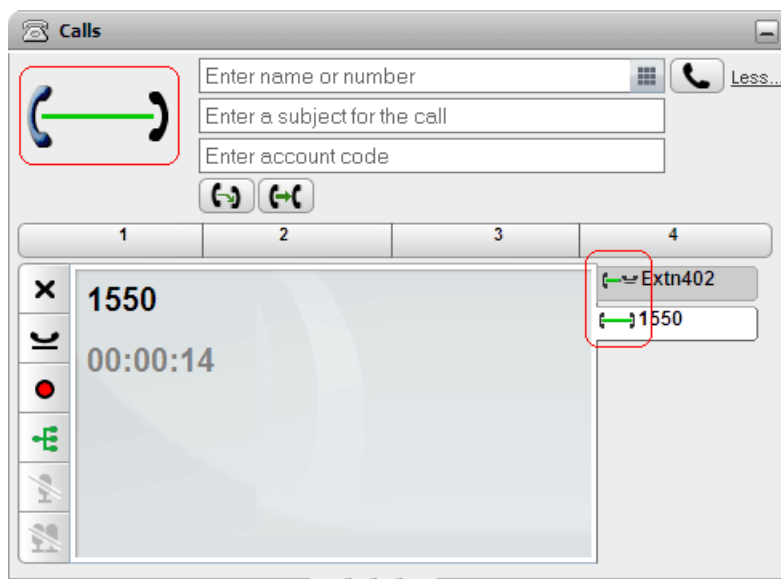 Calls
Enter name or number
Less...
Enter a subject for the call
Enter account code
1 2 3 4
Extn402
1550
1550
00:00:14